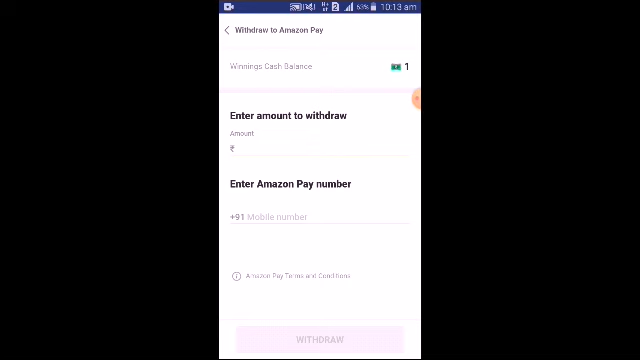 63% 10:13 am
Withdraw to Amazon Pay
Winnings Cash Balance 1
Enter amount to withdraw
Amount
₹
Enter Amazon Pay number
+91 Mobile number
Amazon Pay Terms and Conditions
WITHDRAW